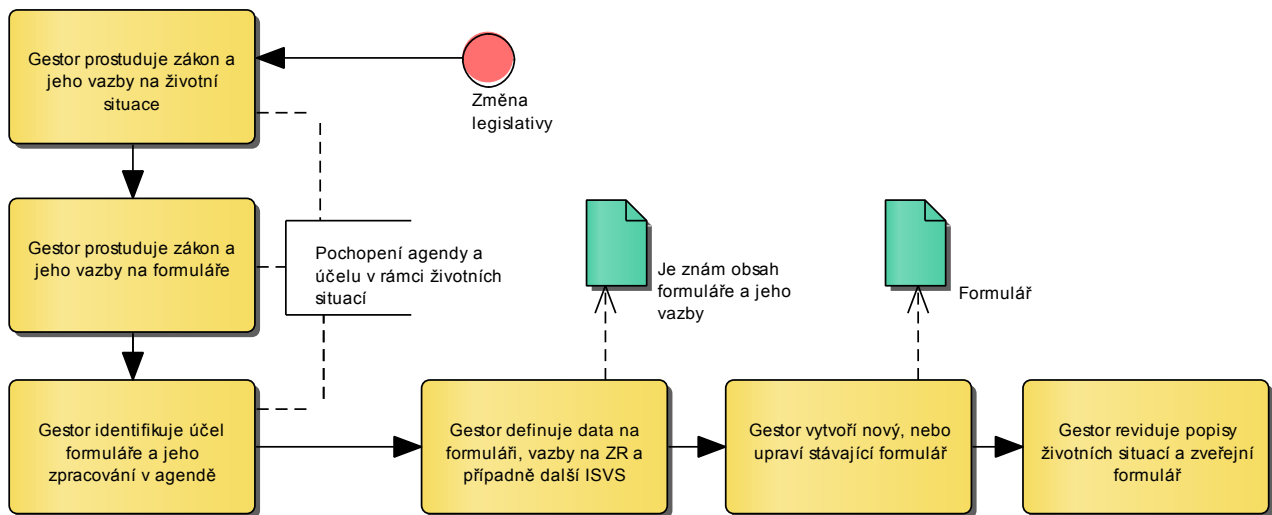 Gestor prostuduje zákon a
jeho vazby na životní
situace
Změna
legislativy
Gestor prostuduje zákon a
jeho vazby na formuláře
Pochopení agendy a
účelu v rámci životních
situací
Je znám obsah
formuláře a jeho
vazby
Formulář
Gestor identifikuje účel
formuláře a jeho
zpracování v agendě
Gestor definuje data na
formuláři, vazby na ZR a
případně další ISVS
Gestor vytvoří nový, nebo
upraví stávající formulář
Gestor reviduje popisy
životních situací a zveřejní
formulář